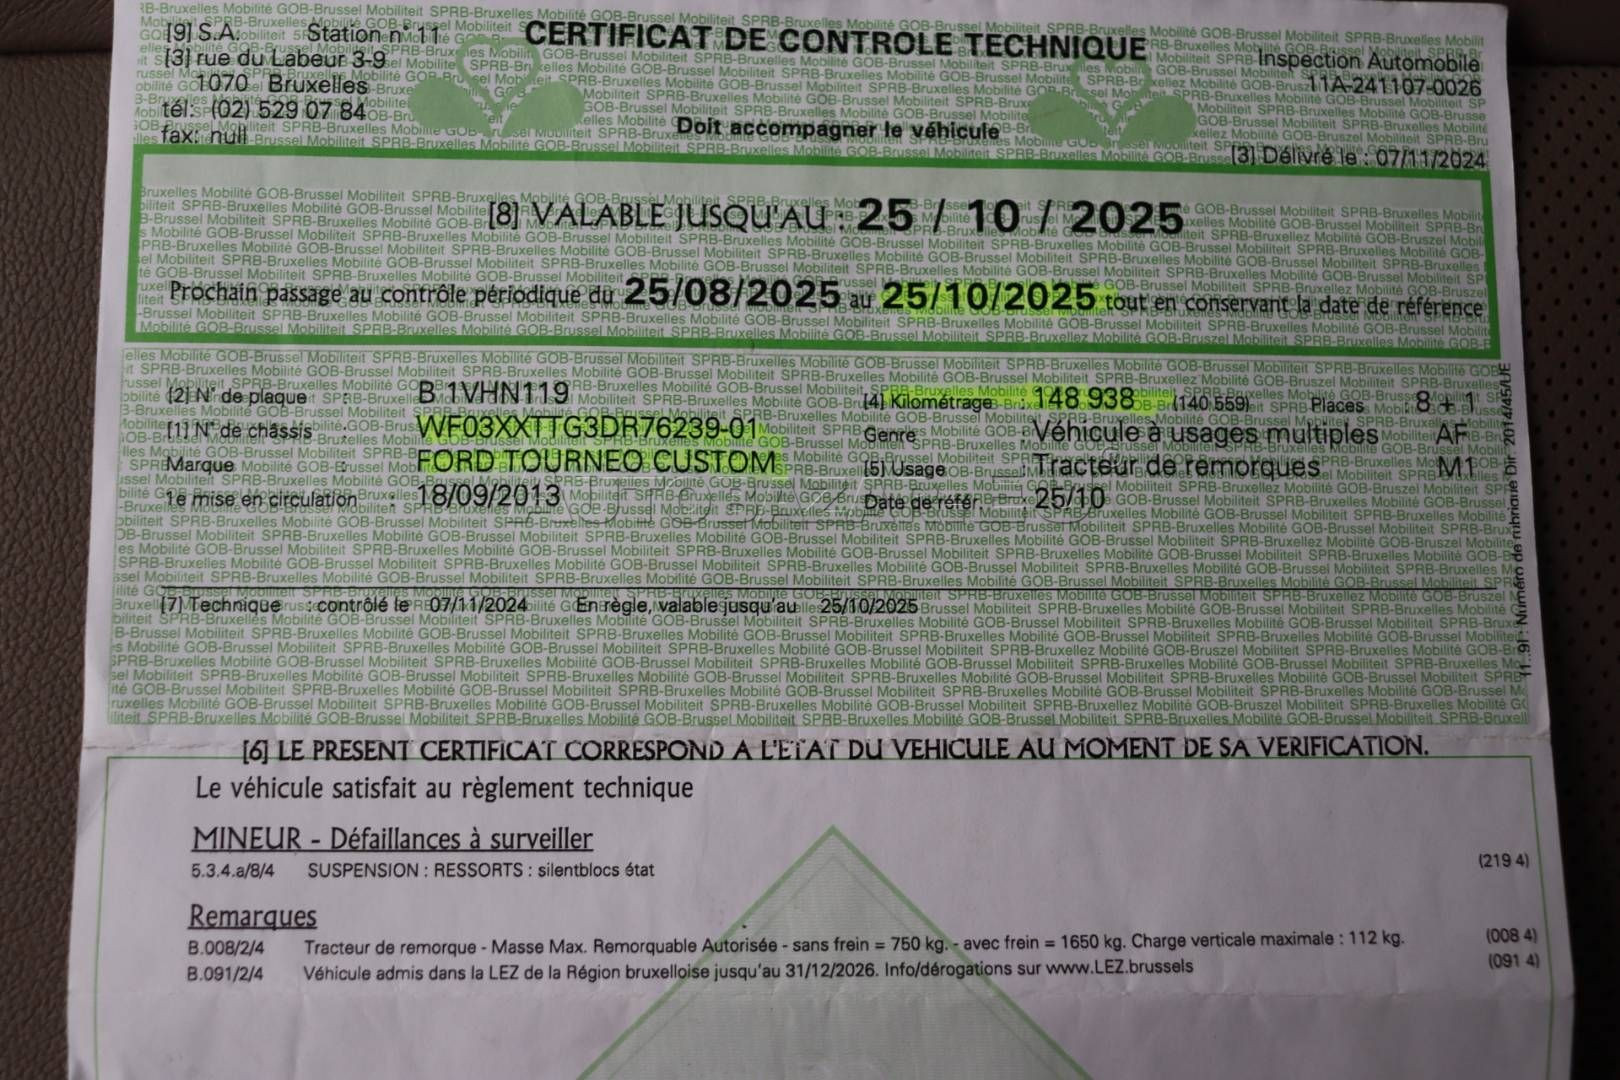 [9] S.A. Station n° 11
CERTIFICAT DE CONTROLE TECHNIQUE
[3] rue du Labeur 3-9
Inspection Automobile
1070 Bruxelles
11A-241107-0026
tél: (02) 529 07 84
Doit accompagner le véhicule
fax: null
[3] Délivré le : 07/11/2024
[8] VALABLE JUSQU'AU : 25 / 10 / 2025
Prochain passage au contrôle périodique du 25/08/2025 au 25/10/2025 tout en conservant la date de référence
[2] N° de plaque : B 1VHN119
[4] Kilométrage : 148.938 (140.559) Places : 8 + 1
[1] N° de châssis : WF03XXTTG3DR76239-01
Genre : Véhicule à usages multiples AF
Marque : FORD TOURNEO CUSTOM
[5] Usage : Tracteur de remorques M1
1e mise en circulation : 18/09/2013
Date de référ. : 25/10
[7] Technique : contrôlé le 07/11/2024 En règle, valable jusqu'au 25/10/2025
[1..9] : Numéro de rubrique Dir. 2014/45/UE
[6] LE PRESENT CERTIFICAT CORRESPOND A L'ETAT DU VEHICULE AU MOMENT DE SA VERIFICATION.
Le véhicule satisfait au règlement technique
MINEUR - Défaillances à surveiller
5.3.4.a/8/4 SUSPENSION : RESSORTS : silentblocs état (219 4)
Remarques
B.008/2/4 Tracteur de remorque - Masse Max. Remorquable Autorisée - sans frein = 750 kg. - avec frein = 1650 kg. Charge verticale maximale : 112 kg. (008 4)
B.091/2/4 Véhicule admis dans la LEZ de la Région bruxelloise jusqu'au 31/12/2026. Info/dérogations sur www.LEZ.brussels (091 4)